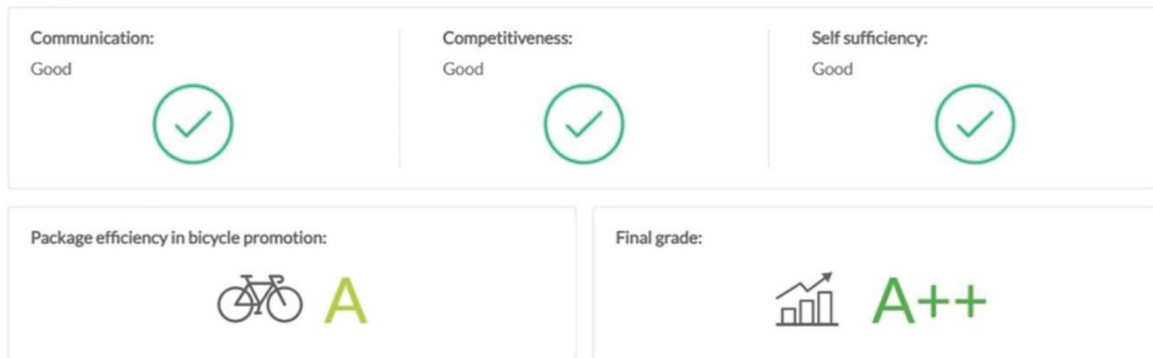 Communication:
Good
Competitiveness:
Good
Self sufficiency:
Good
Package efficiency in bicycle promotion:
A
Final grade:
A++